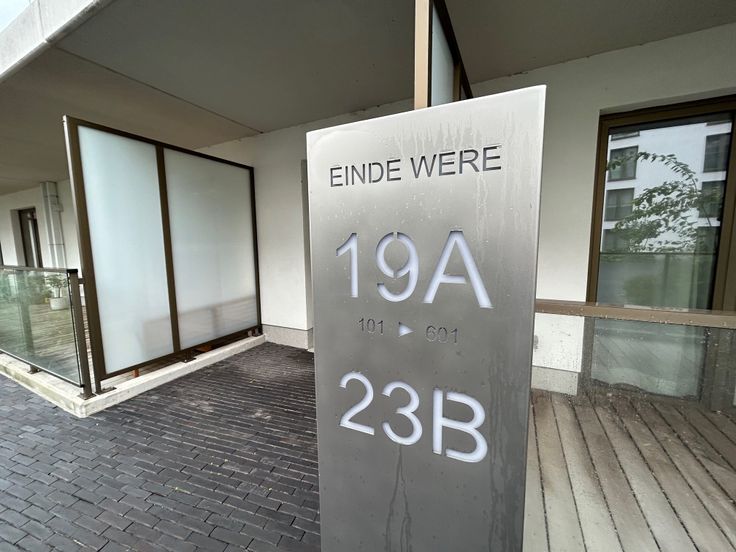 EINDE WERE
19A
101 ▶ 601
23B